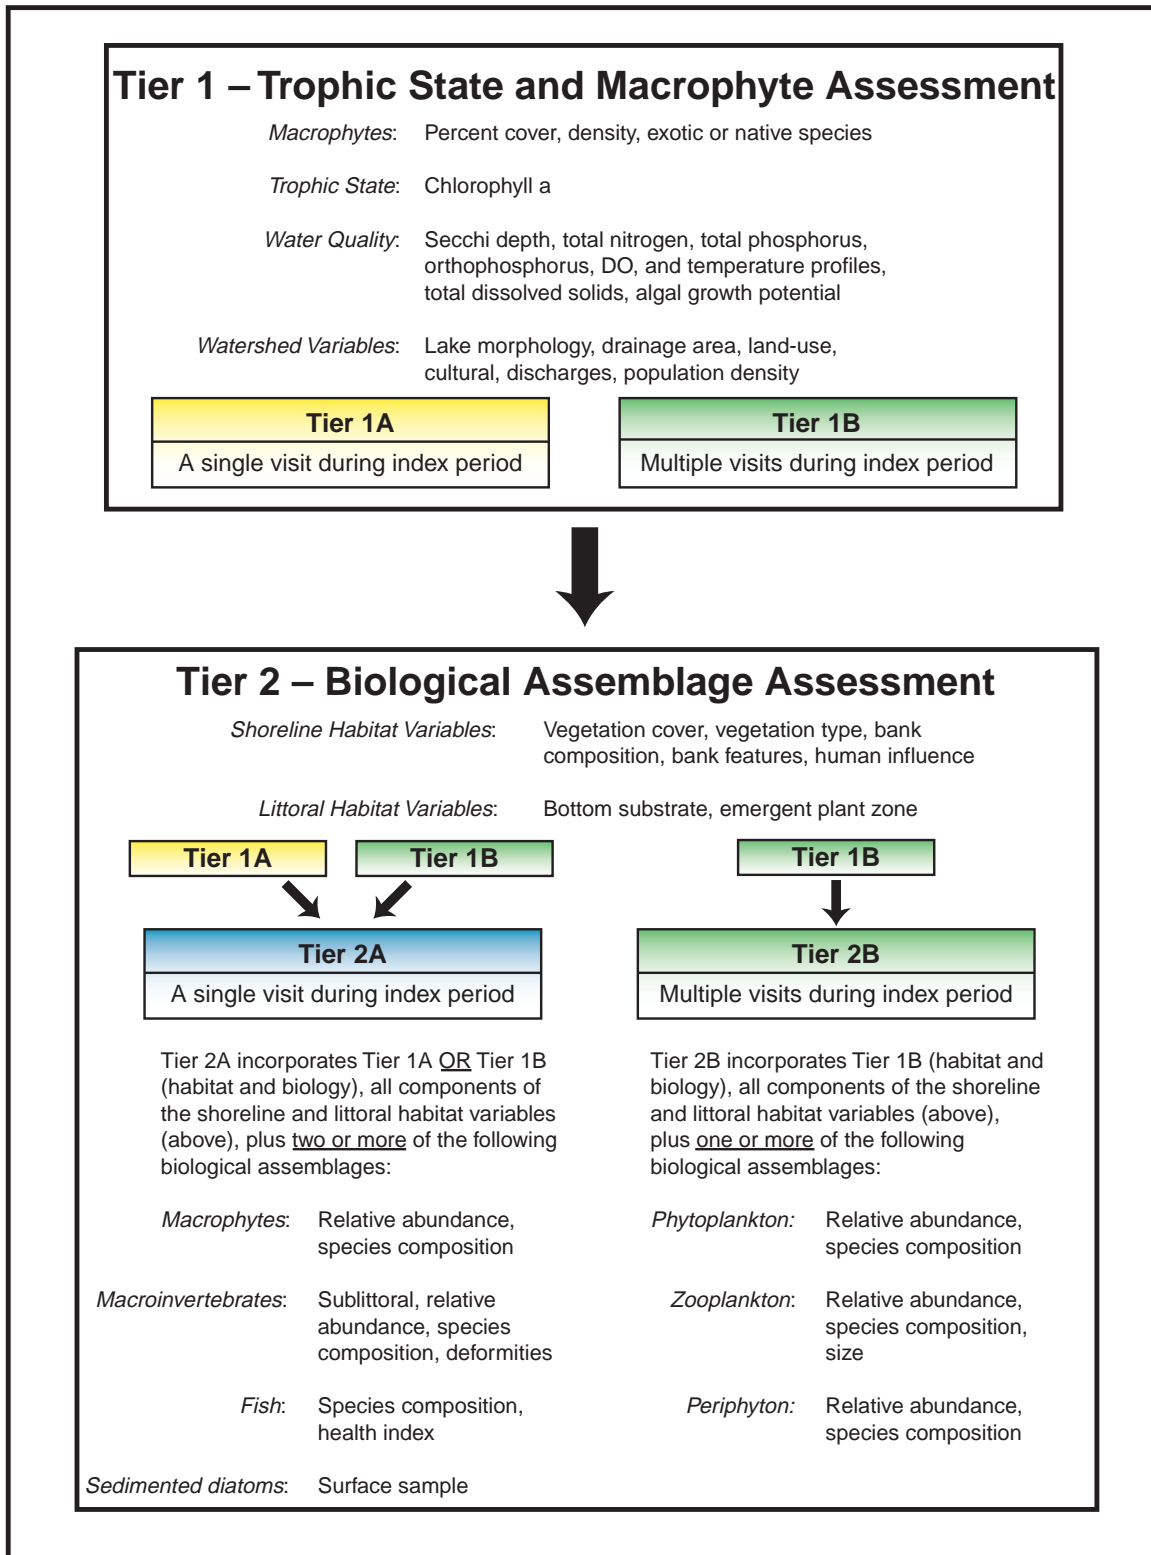 Tier 1 – Trophic State and Macrophyte Assessment
Macrophytes: Percent cover, density, exotic or native species
Trophic State: Chlorophyll a
Water Quality: Secchi depth, total nitrogen, total phosphorus,
orthophosphorus, DO, and temperature profiles,
total dissolved solids, algal growth potential
Watershed Variables: Lake morphology, drainage area, land-use,
cultural, discharges, population density
Tier 1A
A single visit during index period
Tier 1B
Multiple visits during index period
Tier 2 – Biological Assemblage Assessment
Shoreline Habitat Variables: Vegetation cover, vegetation type, bank
composition, bank features, human influence
Littoral Habitat Variables: Bottom substrate, emergent plant zone
Tier 1A
Tier 1B
Tier 2A
A single visit during index period
Tier 2A incorporates Tier 1A OR Tier 1B
(habitat and biology), all components of
the shoreline and littoral habitat variables
(above), plus two or more of the following
biological assemblages:
Macrophytes: Relative abundance,
species composition
Macroinvertebrates: Sublittoral, relative
abundance, species
composition, deformities
Fish: Species composition,
health index
Sedimented diatoms: Surface sample
Tier 1B
Tier 2B
Multiple visits during index period
Tier 2B incorporates Tier 1B (habitat and
biology), all components of the shoreline
and littoral habitat variables (above),
plus one or more of the following
biological assemblages:
Phytoplankton: Relative abundance,
species composition
Zooplankton: Relative abundance,
species composition,
size
Periphyton: Relative abundance,
species composition